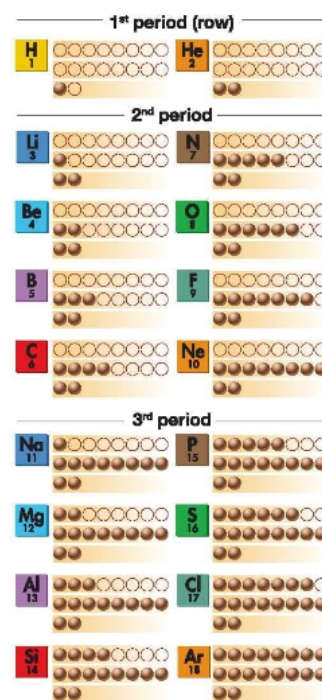 1st period (row)
H
1
He
2
2nd period
Li
3
N
7
Be
4
O
8
B
5
F
9
C
6
Ne
10
3rd period
Na
11
P
15
Mg
12
S
16
Al
13
Cl
17
Si
14
Ar
18